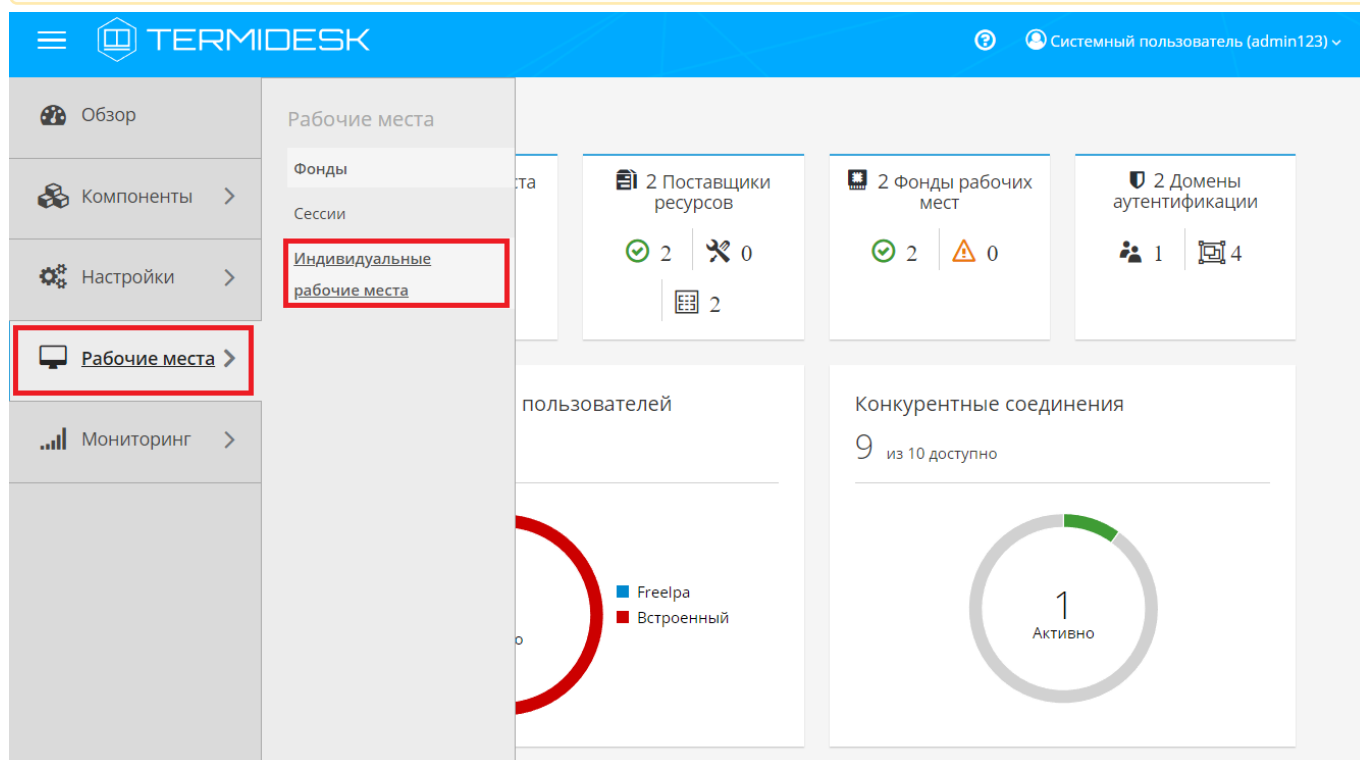 TERMIDESK
Системный пользователь (admin123)
Обзор
Компоненты
Настройки
Рабочие места
Мониторинг
Рабочие места
Фонды
Сессии
Индивидуальные
рабочие места
та
2 Поставщики
ресурсов
2
0
2
2 Фонды рабочих
мест
2
0
2 Домены
аутентификации
1
4
пользователей
Freelpa
Встроенный
о
Конкурентные соединения
9 из 10 доступно
1
Активно